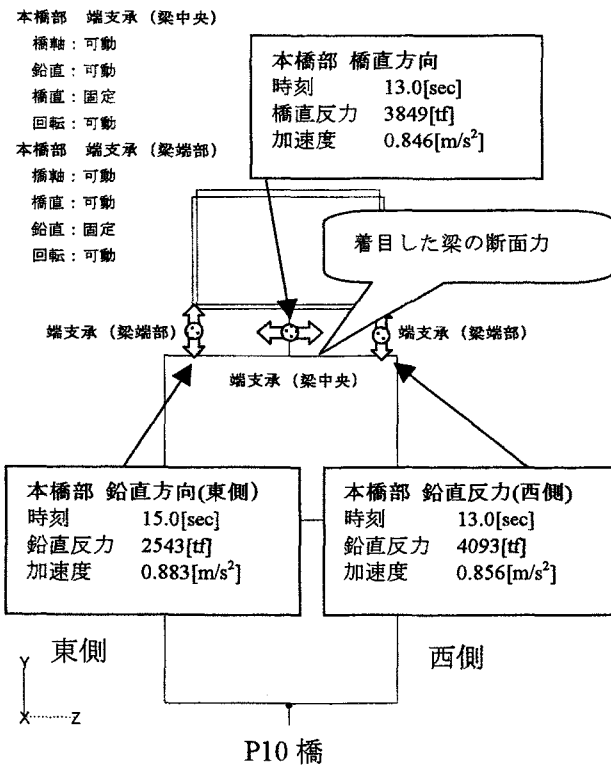 本橋部 端支承（梁中央）
橋軸：可動
鉛直：可動
橋直：固定
回転：可動
本橋部 端支承（梁端部）
橋軸：可動
橋直：可動
鉛直：固定
回転：可動
本橋部 橋直方向
時刻 13.0[sec]
橋直反力 3849[tf]
加速度 0.846[m/s²]
着目した梁の断面力
端支承（梁端部）
端支承（梁端部）
端支承（梁中央）
本橋部 鉛直方向(東側)
時刻 15.0[sec]
鉛直反力 2543[tf]
加速度 0.883[m/s²]
本橋部 鉛直反力(西側)
時刻 13.0[sec]
鉛直反力 4093[tf]
加速度 0.856[m/s²]
東側
西側
Y
X
Z
P10 橋